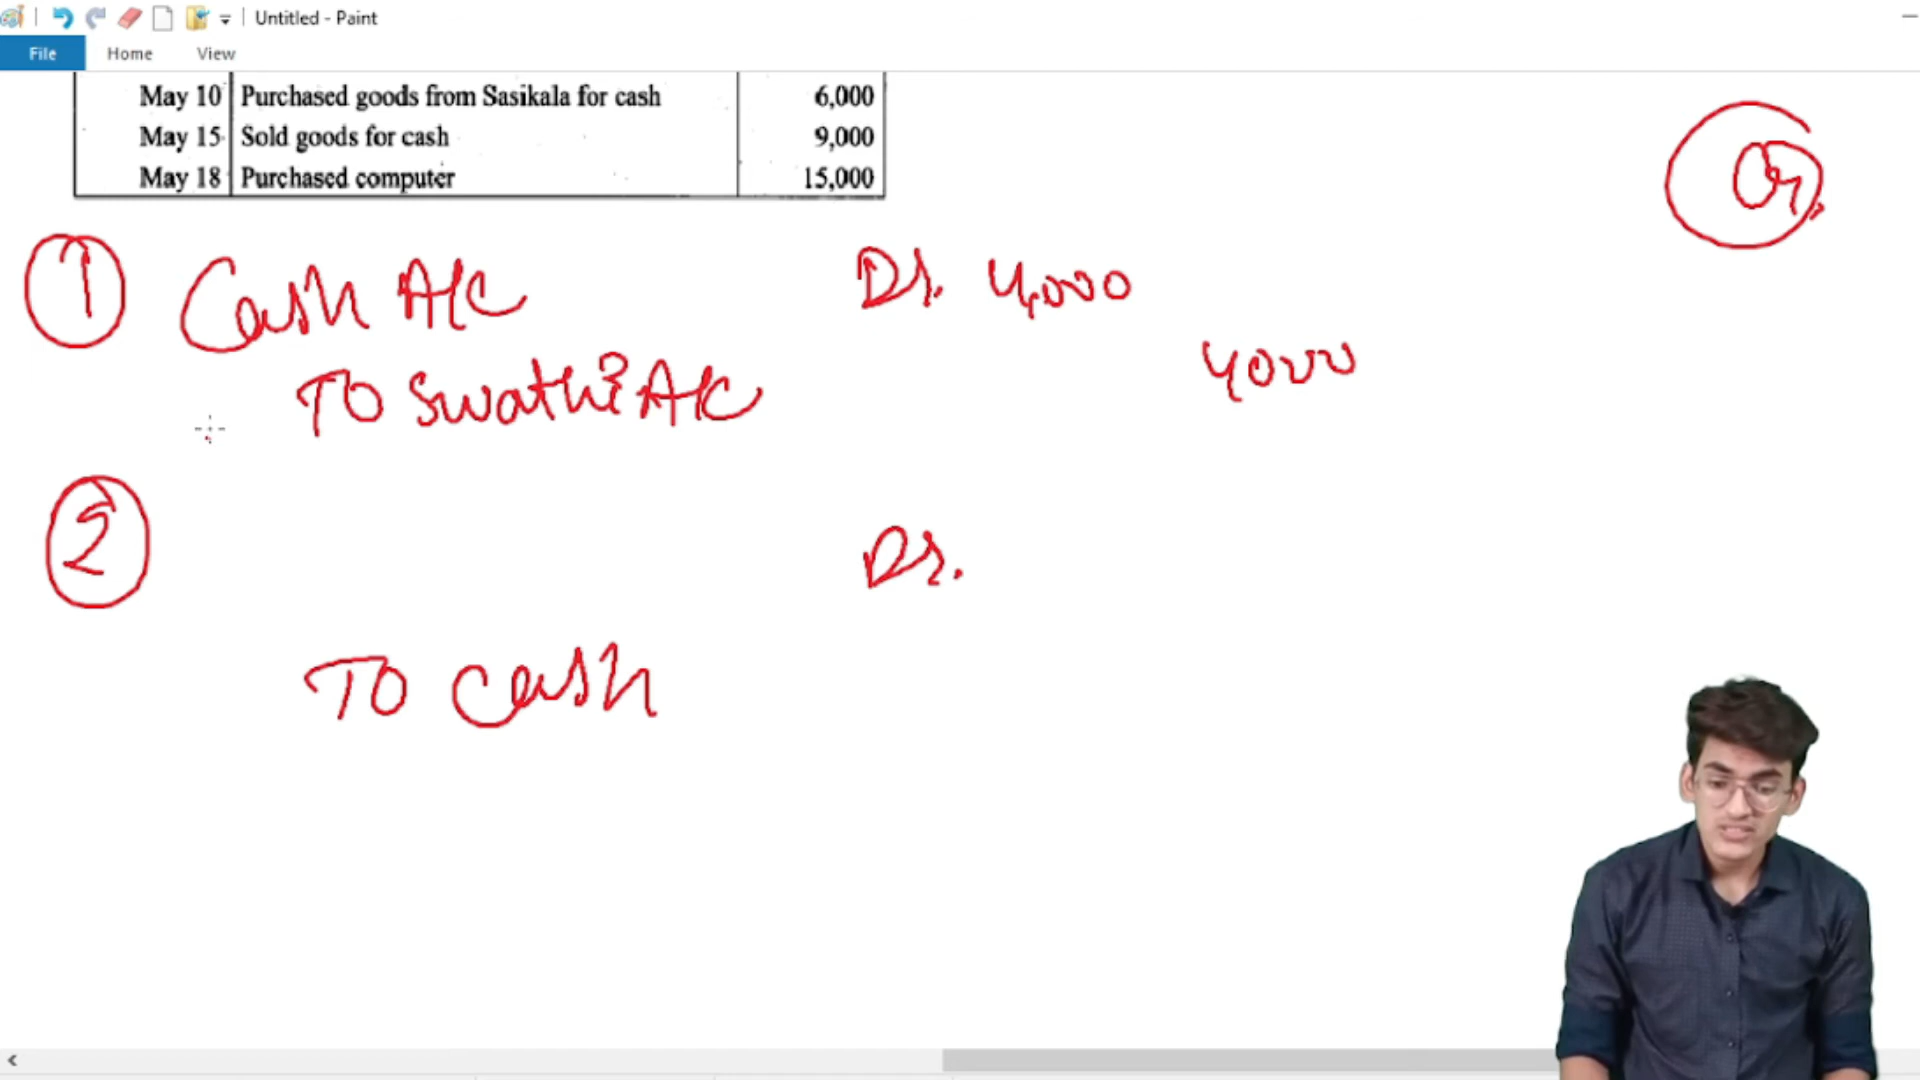 Untitled - Paint
File Home View
May 10 Purchased goods from Sasikala for cash 6,000
May 15 Sold goods for cash 9,000
May 18 Purchased computer 15,000
1 Cash A/C Dr. 4000
To Swathi A/C 4000
2 Dr.
To cash